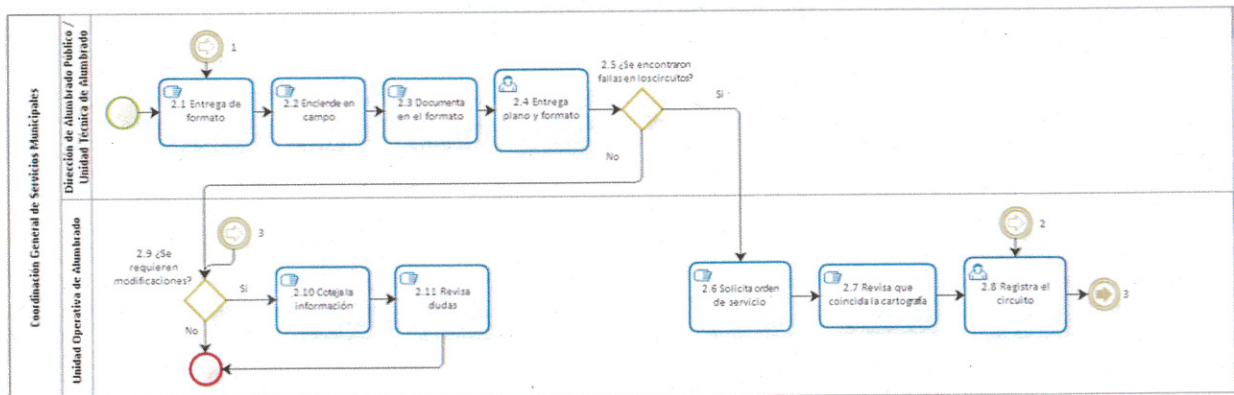 Coordinación General de Servicios Municipales
Dirección de Alumbrado Público /
Unidad Técnica de Alumbrado
1
2.1 Entrega de
formato
2.2 Enciende en
campo
2.3 Documenta
en el formato
2.4 Entrega
plano y formato
2.5 ¿Se encontraron
fallas en los circuitos?
Si
No
Unidad Operativa de Alumbrado
3
2.9 ¿Se
requieren
modificaciones?
Si
No
2.10 Coteja la
información
2.11 Revisa
dudas
2.6 Solicita orden
de servicio
2.7 Revisa que
coincida la cartografía
2
2.8 Registra el
circuito
3